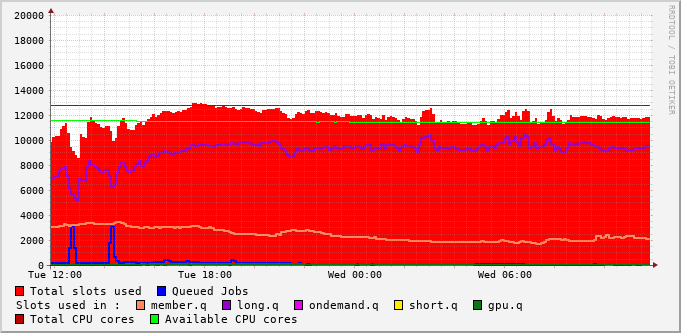 20000
18000
16000
14000
12000
10000
8000
6000
4000
2000
0
Tue 12:00 Tue 18:00 Wed 00:00 Wed 06:00
Total slots used Queued Jobs
Slots used in : member.q long.q ondemand.q short.q gpu.q
Total CPU cores Available CPU cores
RRDTOOL / TOBI OETIKER